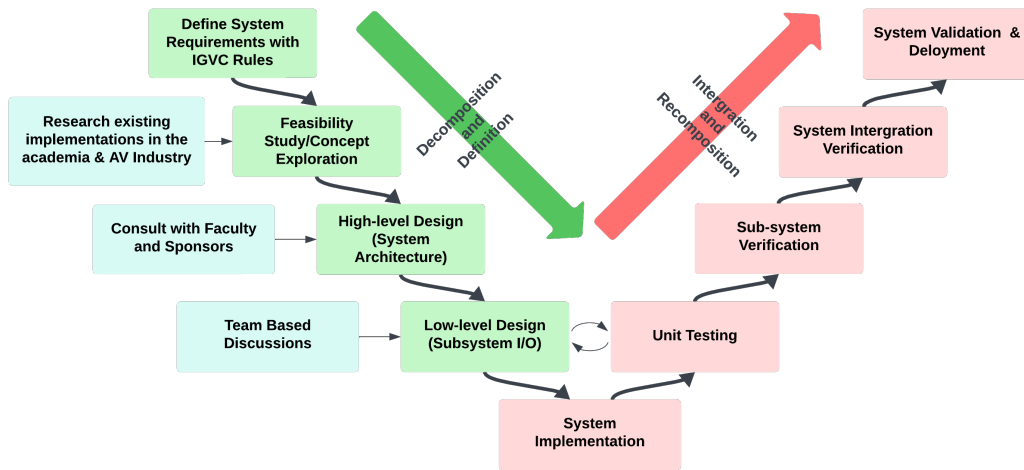 Define System
Requirements with
IGVC Rules
System Validation  &
Deloyment
Decomposition
and
Definition
Intergration
and
Recomposition
Research existing
implementations in the
academia & AV Industry
Feasibility
Study/Concept
Exploration
System Intergration
Verification
Consult with Faculty
and Sponsors
High-level Design
(System
Architecture)
Sub-system
Verification
Team Based
Discussions
Low-level Design
(Subsystem I/O)
Unit Testing
System
Implementation